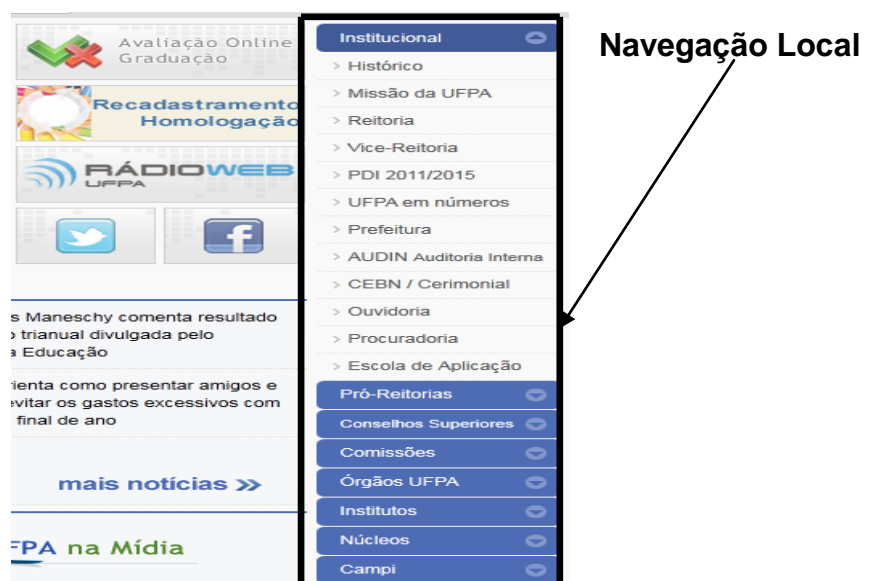 Avaliação Online
Graduação
Recadastramento
Homologação
RÁDIOWEB
UFPA
s Maneschy comenta resultado
trianual divulgada pelo
a Educação
rienta como presentar amigos e
evitar os gastos excessivos com
final de ano
mais notícias >>
FPA na Mídia
Institucional
> Histórico
> Missão da UFPA
> Reitoria
> Vice-Reitoria
> PDI 2011/2015
> UFPA em números
> Prefeitura
> AUDIN Auditoria Interna
> CEBN / Cerimonial
> Ouvidoria
> Procuradoria
> Escola de Aplicação
Pró-Reitorias
Conselhos Superiores
Comissões
Órgãos UFPA
Institutos
Núcleos
Campi
Navegação Local